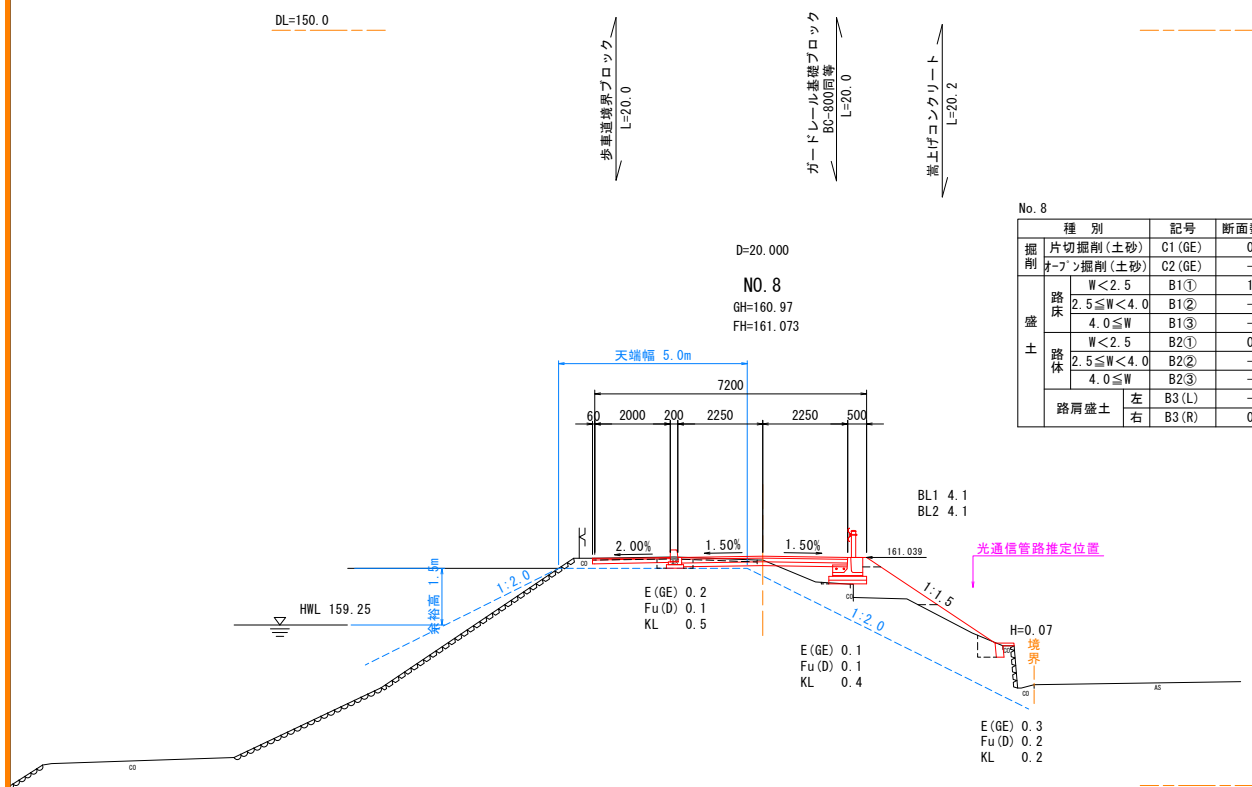 DL=150.0
歩車道境界ブロック
L=20.0
ガードレール基礎ブロック
BC-800同等
L=20.0
嵩上げコンクリート
L=20.2
D=20.000
NO.8
GH=160.97
FH=161.073
No.8
種 別 記号
掘削 片切掘削(土砂) C1(GE) 0
オープン掘削(土砂) C2(GE) -
盛土 路床 W<2.5 B1① 1
2.5≦W<4.0 B1② -
4.0≦W B1③ -
路体 W<2.5 B2① 0
2.5≦W<4.0 B2② -
4.0≦W B2③ -
路肩盛土 左 B3(L) -
右 B3(R) 0
天端幅 5.0m
7200
60 2000 200 2250 2250 500
BL1 4.1
BL2 4.1
2.00% 1.50% 1.50%
161.039
光通信管路推定位置
CO
余裕高 1.5m
1:2.0
HWL 159.25
E(GE) 0.2
Fu(D) 0.1
KL 0.5
CO
1:1.5
1:2.0
H=0.07
境界
E(GE) 0.1
Fu(D) 0.1
KL 0.4
CO
AS
E(GE) 0.3
Fu(D) 0.2
KL 0.2
CO